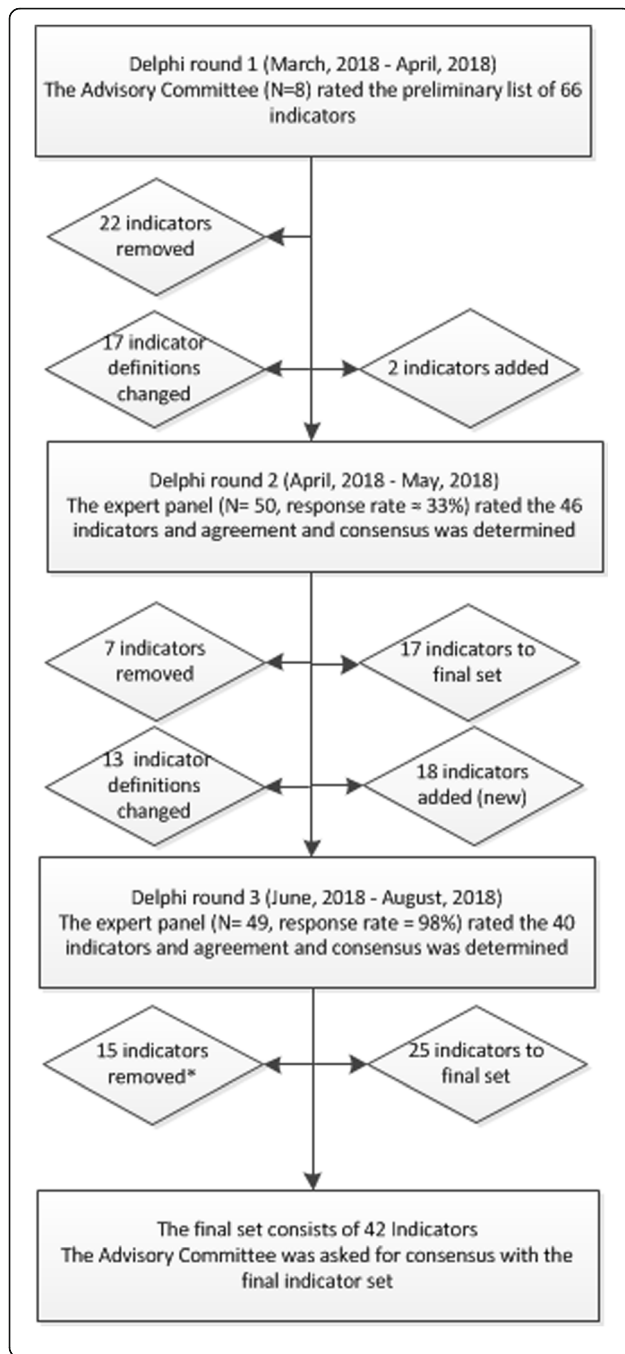 Delphi round 1 (March, 2018 - April, 2018)
The Advisory Committee (N=8) rated the preliminary list of 66
indicators
22 indicators
removed
17 indicator
definitions
changed
2 indicators added
Delphi round 2 (April, 2018 - May, 2018)
The expert panel (N= 50, response rate = 33%) rated the 46
indicators and agreement and consensus was determined
7 indicators
removed
17 indicators to
final set
13 indicator
definitions
changed
18 indicators
added (new)
Delphi round 3 (June, 2018 - August, 2018)
The expert panel (N= 49, response rate = 98%) rated the 40
indicators and agreement and consensus was determined
15 indicators
removed*
25 indicators to
final set
The final set consists of 42 Indicators
The Advisory Committee was asked for consensus with the
final indicator set